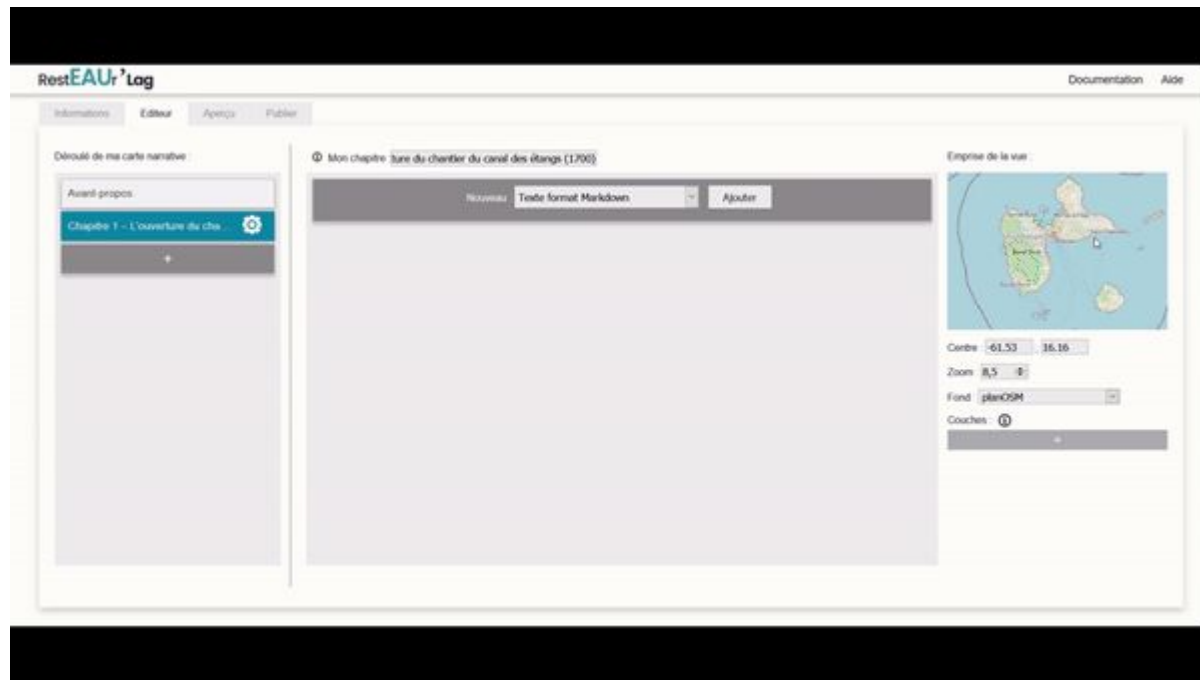 RestEAUr'Lag
Documentation Aide
Informations Editeur Aperçu Publier
Déroulé de ma carte narrative :
Avant-propos
Chapitre 1 - L'ouverture du cha
+
Mon chapitre : ture du chantier du canal des étangs (1700)
Nouveau Texte format Markdown Ajouter
Emprise de la vue :
Centre : -61.53 , 16.16
Zoom 8,5
Fond planOSM
Couches :
+